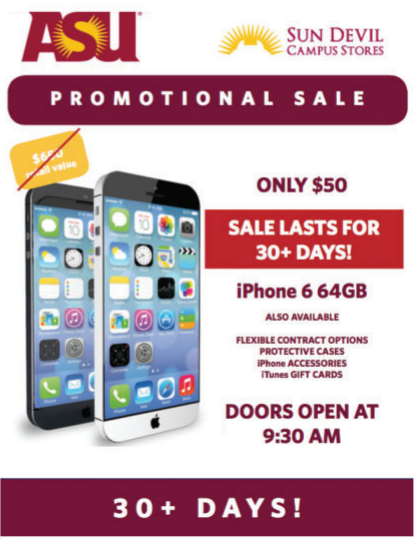 ASU
SUN DEVIL
CAMPUS STORES
PROMOTIONAL SALE
$650
retail value
ONLY $50
SALE LASTS FOR
30+ DAYS!
iPhone 6 64GB
ALSO AVAILABLE
FLEXIBLE CONTRACT OPTIONS
PROTECTIVE CASES
iPhone ACCESSORIES
iTunes GIFT CARDS
DOORS OPEN AT
9:30 AM
30+ DAYS!